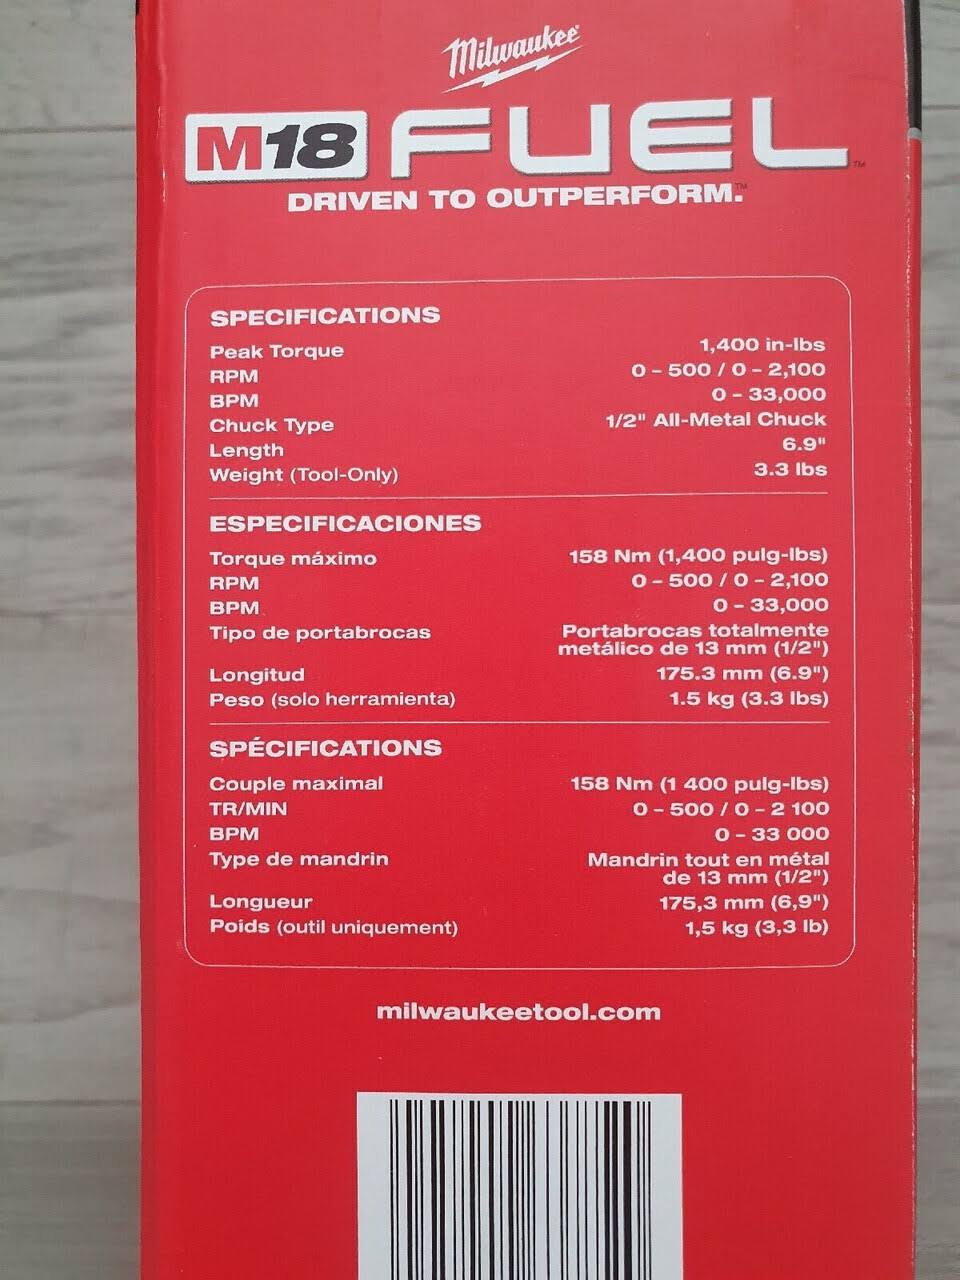 Milwaukee
M18 FUEL™
DRIVEN TO OUTPERFORM.™
SPECIFICATIONS
Peak Torque 1,400 in-lbs
RPM 0 - 500 / 0 - 2,100
BPM 0 - 33,000
Chuck Type 1/2" All-Metal Chuck
Length 6.9"
Weight (Tool-Only) 3.3 lbs
ESPECIFICACIONES
Torque máximo 158 Nm (1,400 pulg-lbs)
RPM 0 - 500 / 0 - 2,100
BPM 0 - 33,000
Tipo de portabrocas Portabrocas totalmente
metálico de 13 mm (1/2")
Longitud 175.3 mm (6.9")
Peso (solo herramienta) 1.5 kg (3.3 lbs)
SPÉCIFICATIONS
Couple maximal 158 Nm (1 400 pulg-lbs)
TR/MIN 0 - 500 / 0 - 2 100
BPM 0 - 33 000
Type de mandrin Mandrin tout en métal
de 13 mm (1/2")
Longueur 175,3 mm (6,9")
Poids (outil uniquement) 1,5 kg (3,3 lb)
milwaukeetool.com